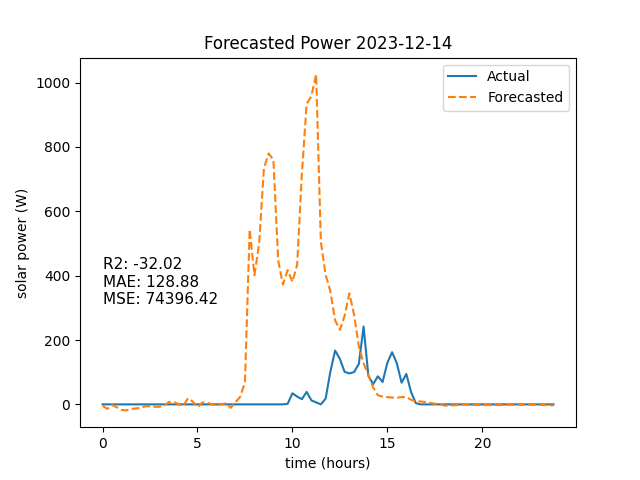 Forecasted Power 2023-12-14
Actual
Forecasted
R2: -32.02
MAE: 128.88
MSE: 74396.42
solar power (W)
1000
800
600
400
200
0
0 5 10 15 20
time (hours)